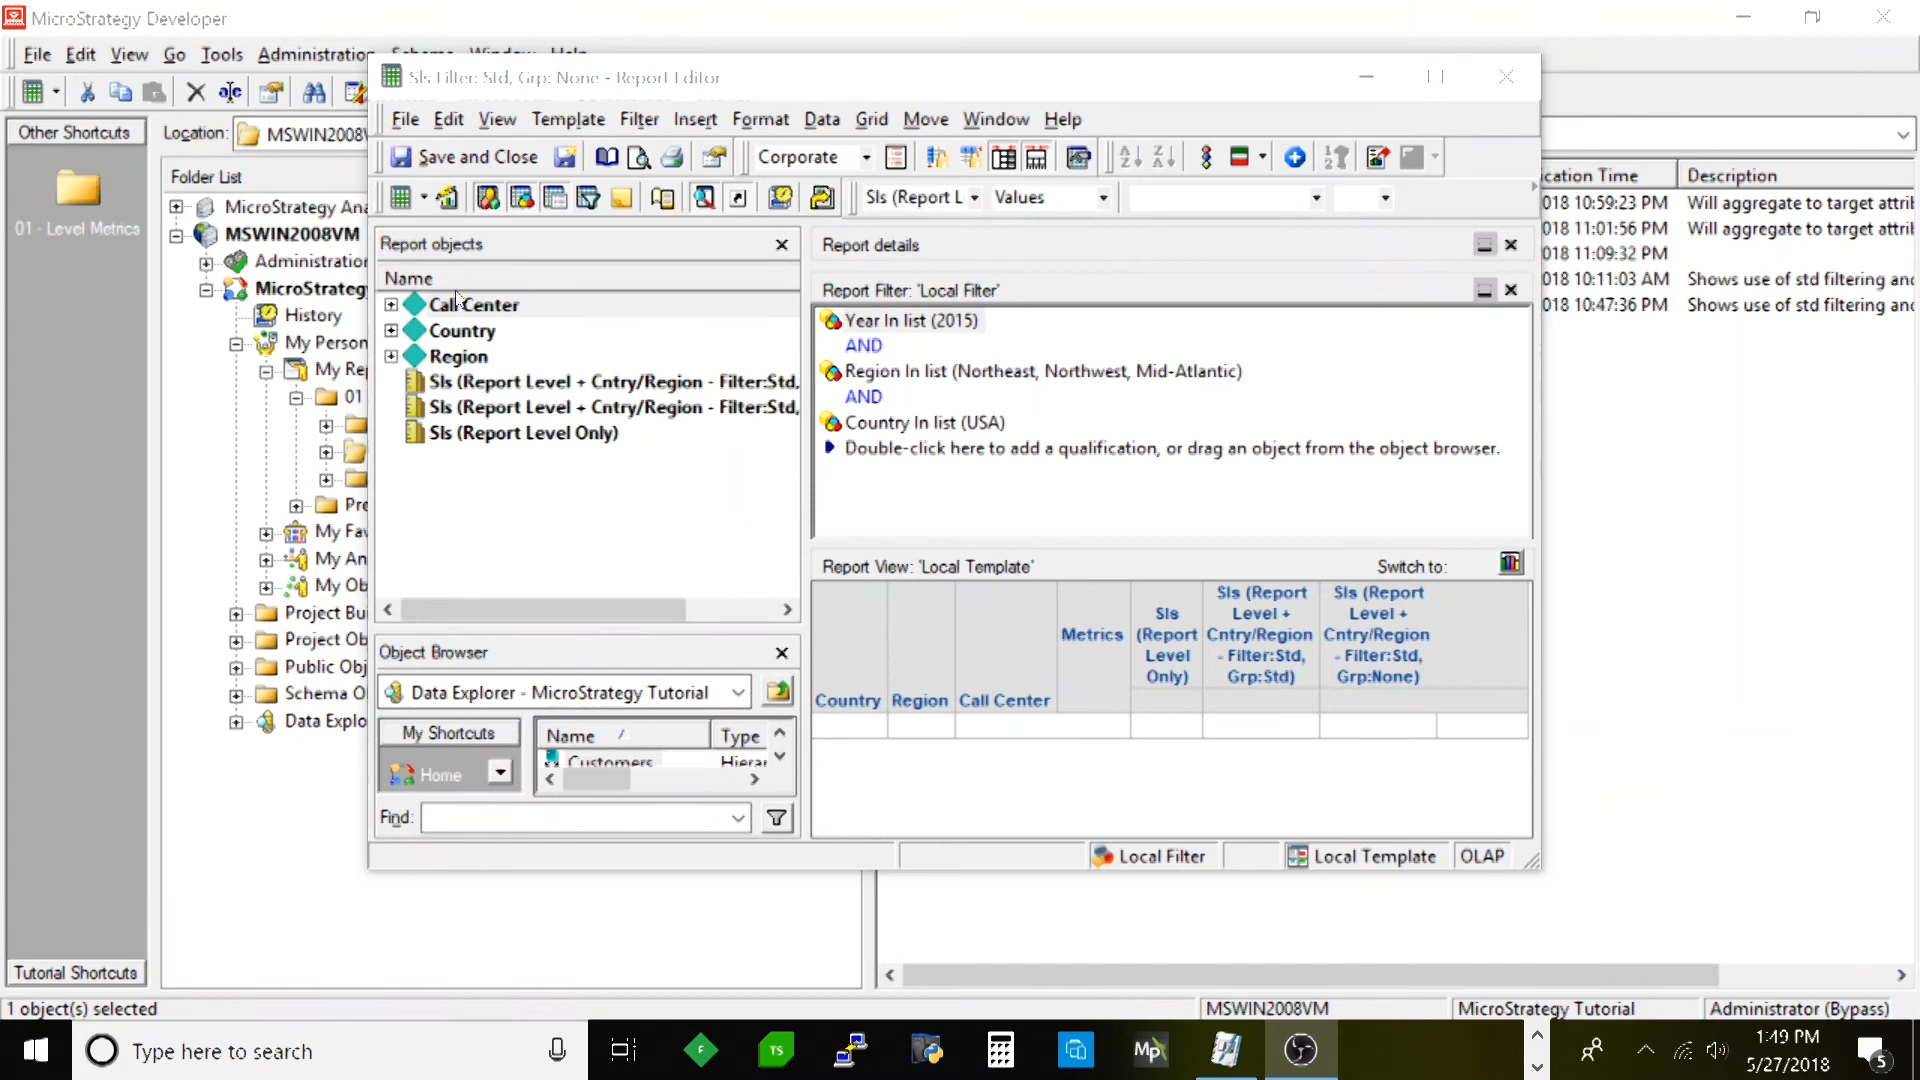 MicroStrategy Developer
File Edit View Go Tools Administration Schema Window Help
Other Shortcuts
01 - Level Metrics
Tutorial Shortcuts
Location: MSWIN2008V
Folder List
MicroStrategy Ana
MSWIN2008VM
Administration
MicroStrategy
History
My Person
My Re
01
Pre
My Fav
My An
My Ob
Project Bu
Project Ob
Public Obj
Schema O
Data Explo
Sls Filter: Std, Grp: None - Report Editor
File Edit View Template Filter Insert Format Data Grid Move Window Help
Save and Close Corporate
Sls (Report L Values
Report objects
Name
Call Center
Country
Region
Sls (Report Level + Cntry/Region - Filter:Std,
Sls (Report Level + Cntry/Region - Filter:Std,
Sls (Report Level Only)
Object Browser
Data Explorer - MicroStrategy Tutorial
My Shortcuts
Home
Name Type
Customers Hierar
Find:
Report details
Report Filter: 'Local Filter'
Year In list (2015)
AND
Region In list (Northeast, Northwest, Mid-Atlantic)
AND
Country In list (USA)
Double-click here to add a qualification, or drag an object from the object browser.
Report View: 'Local Template' Switch to:
Country Region Call Center Metrics
Sls (Report Level Only)
Sls (Report Level + Cntry/Region - Filter:Std, Grp:Std)
Sls (Report Level + Cntry/Region - Filter:Std, Grp:None)
Local Filter Local Template OLAP
ication Time Description
018 10:59:23 PM Will aggregate to target attri
018 11:01:56 PM Will aggregate to target attri
018 11:09:32 PM
018 10:11:03 AM Shows use of std filtering and
018 10:47:36 PM Shows use of std filtering and
1 object(s) selected MSWIN2008VM MicroStrategy Tutorial Administrator (Bypass)
Type here to search
F
TS
Mp
1:49 PM
5/27/2018
5